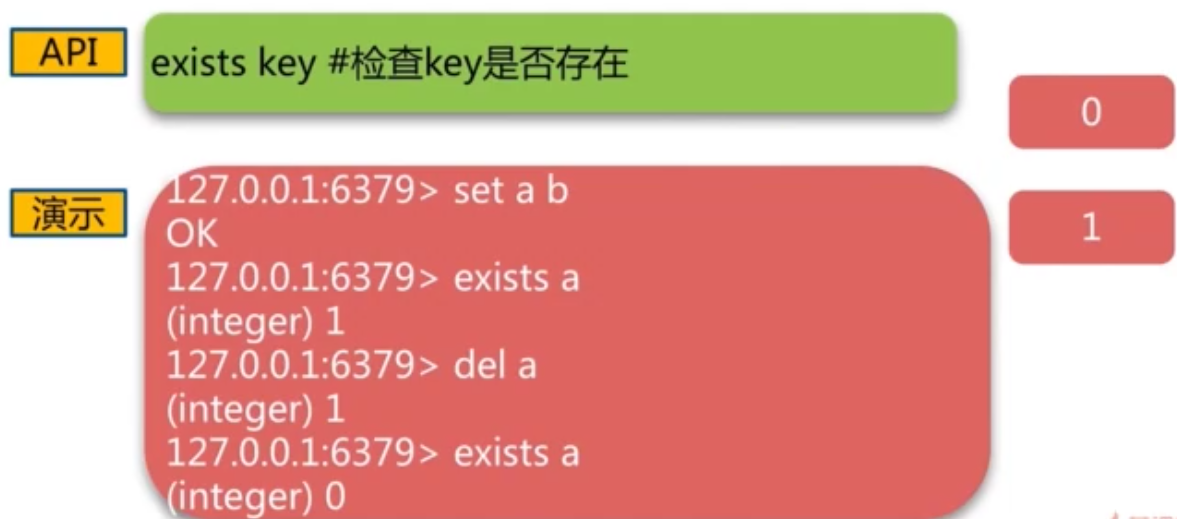 API
exists key #检查key是否存在
0
演示
127.0.0.1:6379> set a b
OK
127.0.0.1:6379> exists a
(integer) 1
127.0.0.1:6379> del a
(integer) 1
127.0.0.1:6379> exists a
(integer) 0
1